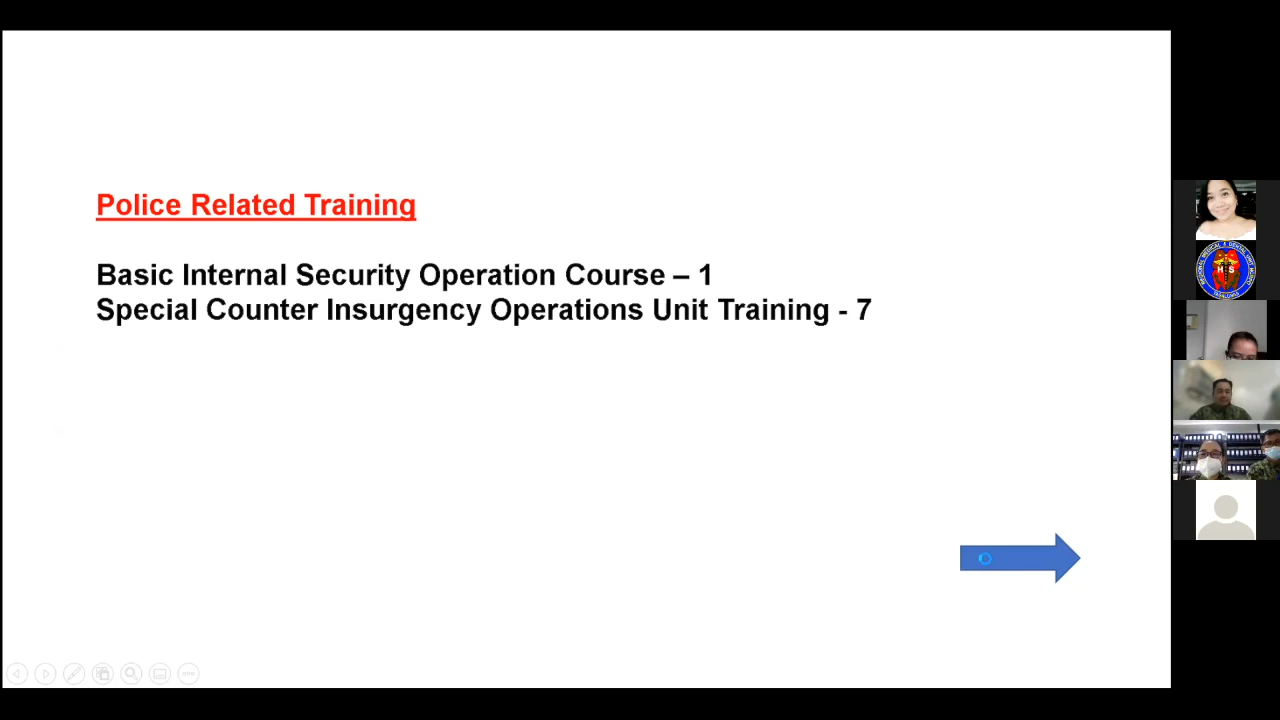 Police Related Training
Basic Internal Security Operation Course – 1
Special Counter Insurgency Operations Unit Training - 7